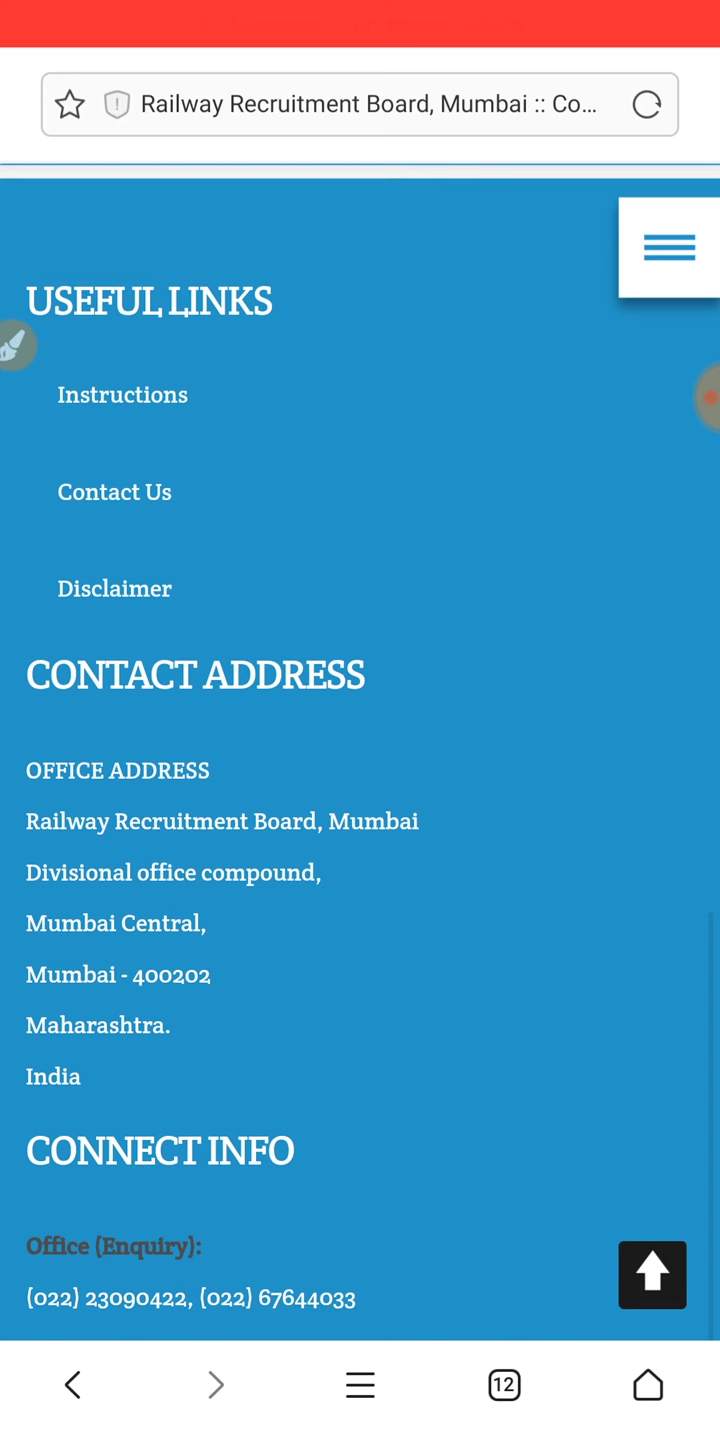 Railway Recruitment Board, Mumbai :: Co...
USEFUL LINKS
Instructions
Contact Us
Disclaimer
CONTACT ADDRESS
OFFICE ADDRESS
Railway Recruitment Board, Mumbai
Divisional office compound,
Mumbai Central,
Mumbai - 400202
Maharashtra.
India
CONNECT INFO
Office (Enquiry):
(022) 23090422, (022) 67644033
12